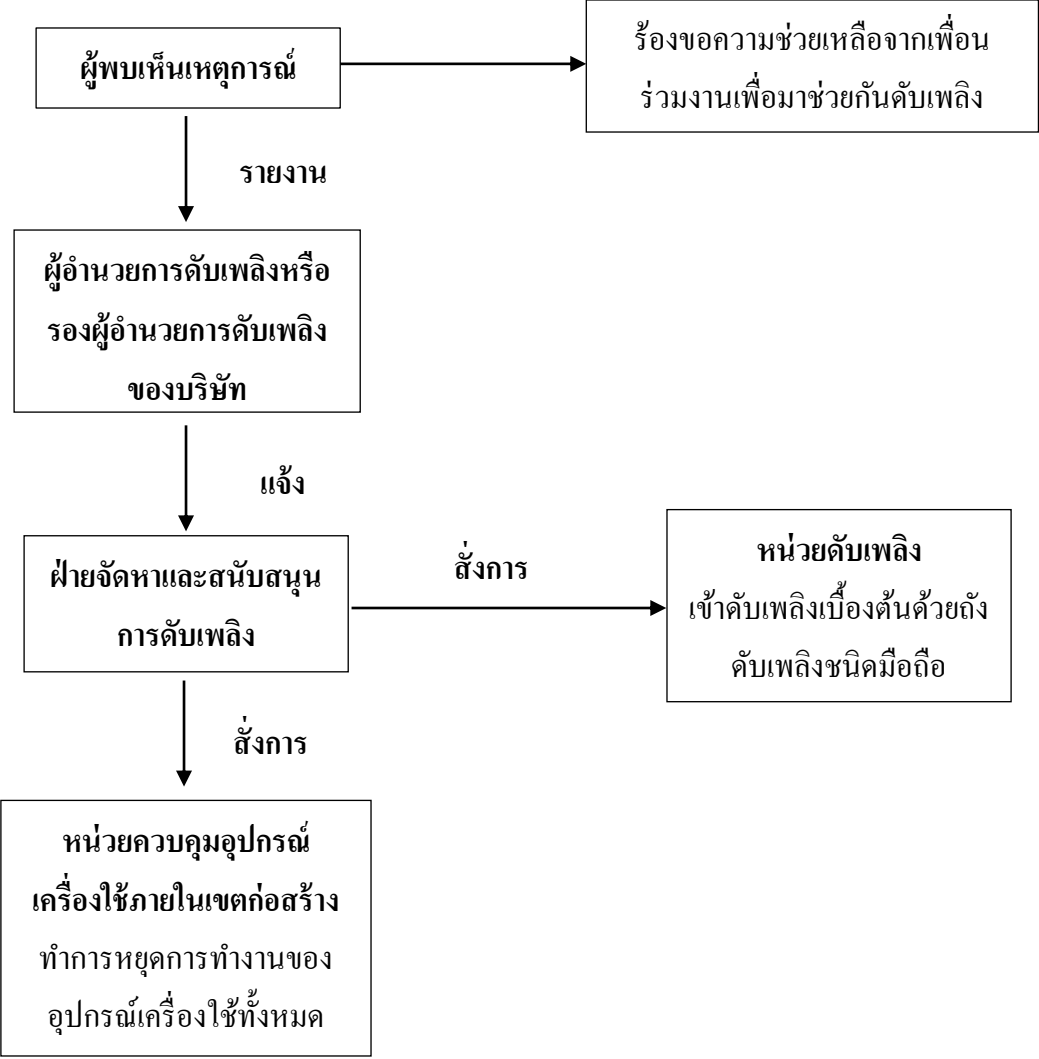 ผู้พบเห็นเหตุการณ์
ร้องขอความช่วยเหลือจากเพื่อน
ร่วมงานเพื่อมาช่วยกันดับเพลิง
รายงาน
ผู้อำนวยการดับเพลิงหรือ
รองผู้อำนวยการดับเพลิง
ของบริษัท
แจ้ง
ฝ่ายจัดหาและสนับสนุน
การดับเพลิง
สั่งการ
หน่วยดับเพลิง
เข้าดับเพลิงเบื้องต้นด้วยถัง
ดับเพลิงชนิดมือถือ
สั่งการ
หน่วยควบคุมอุปกรณ์
เครื่องใช้ภายในเขตก่อสร้าง
ทำการหยุดการทำงานของ
อุปกรณ์เครื่องใช้ทั้งหมด